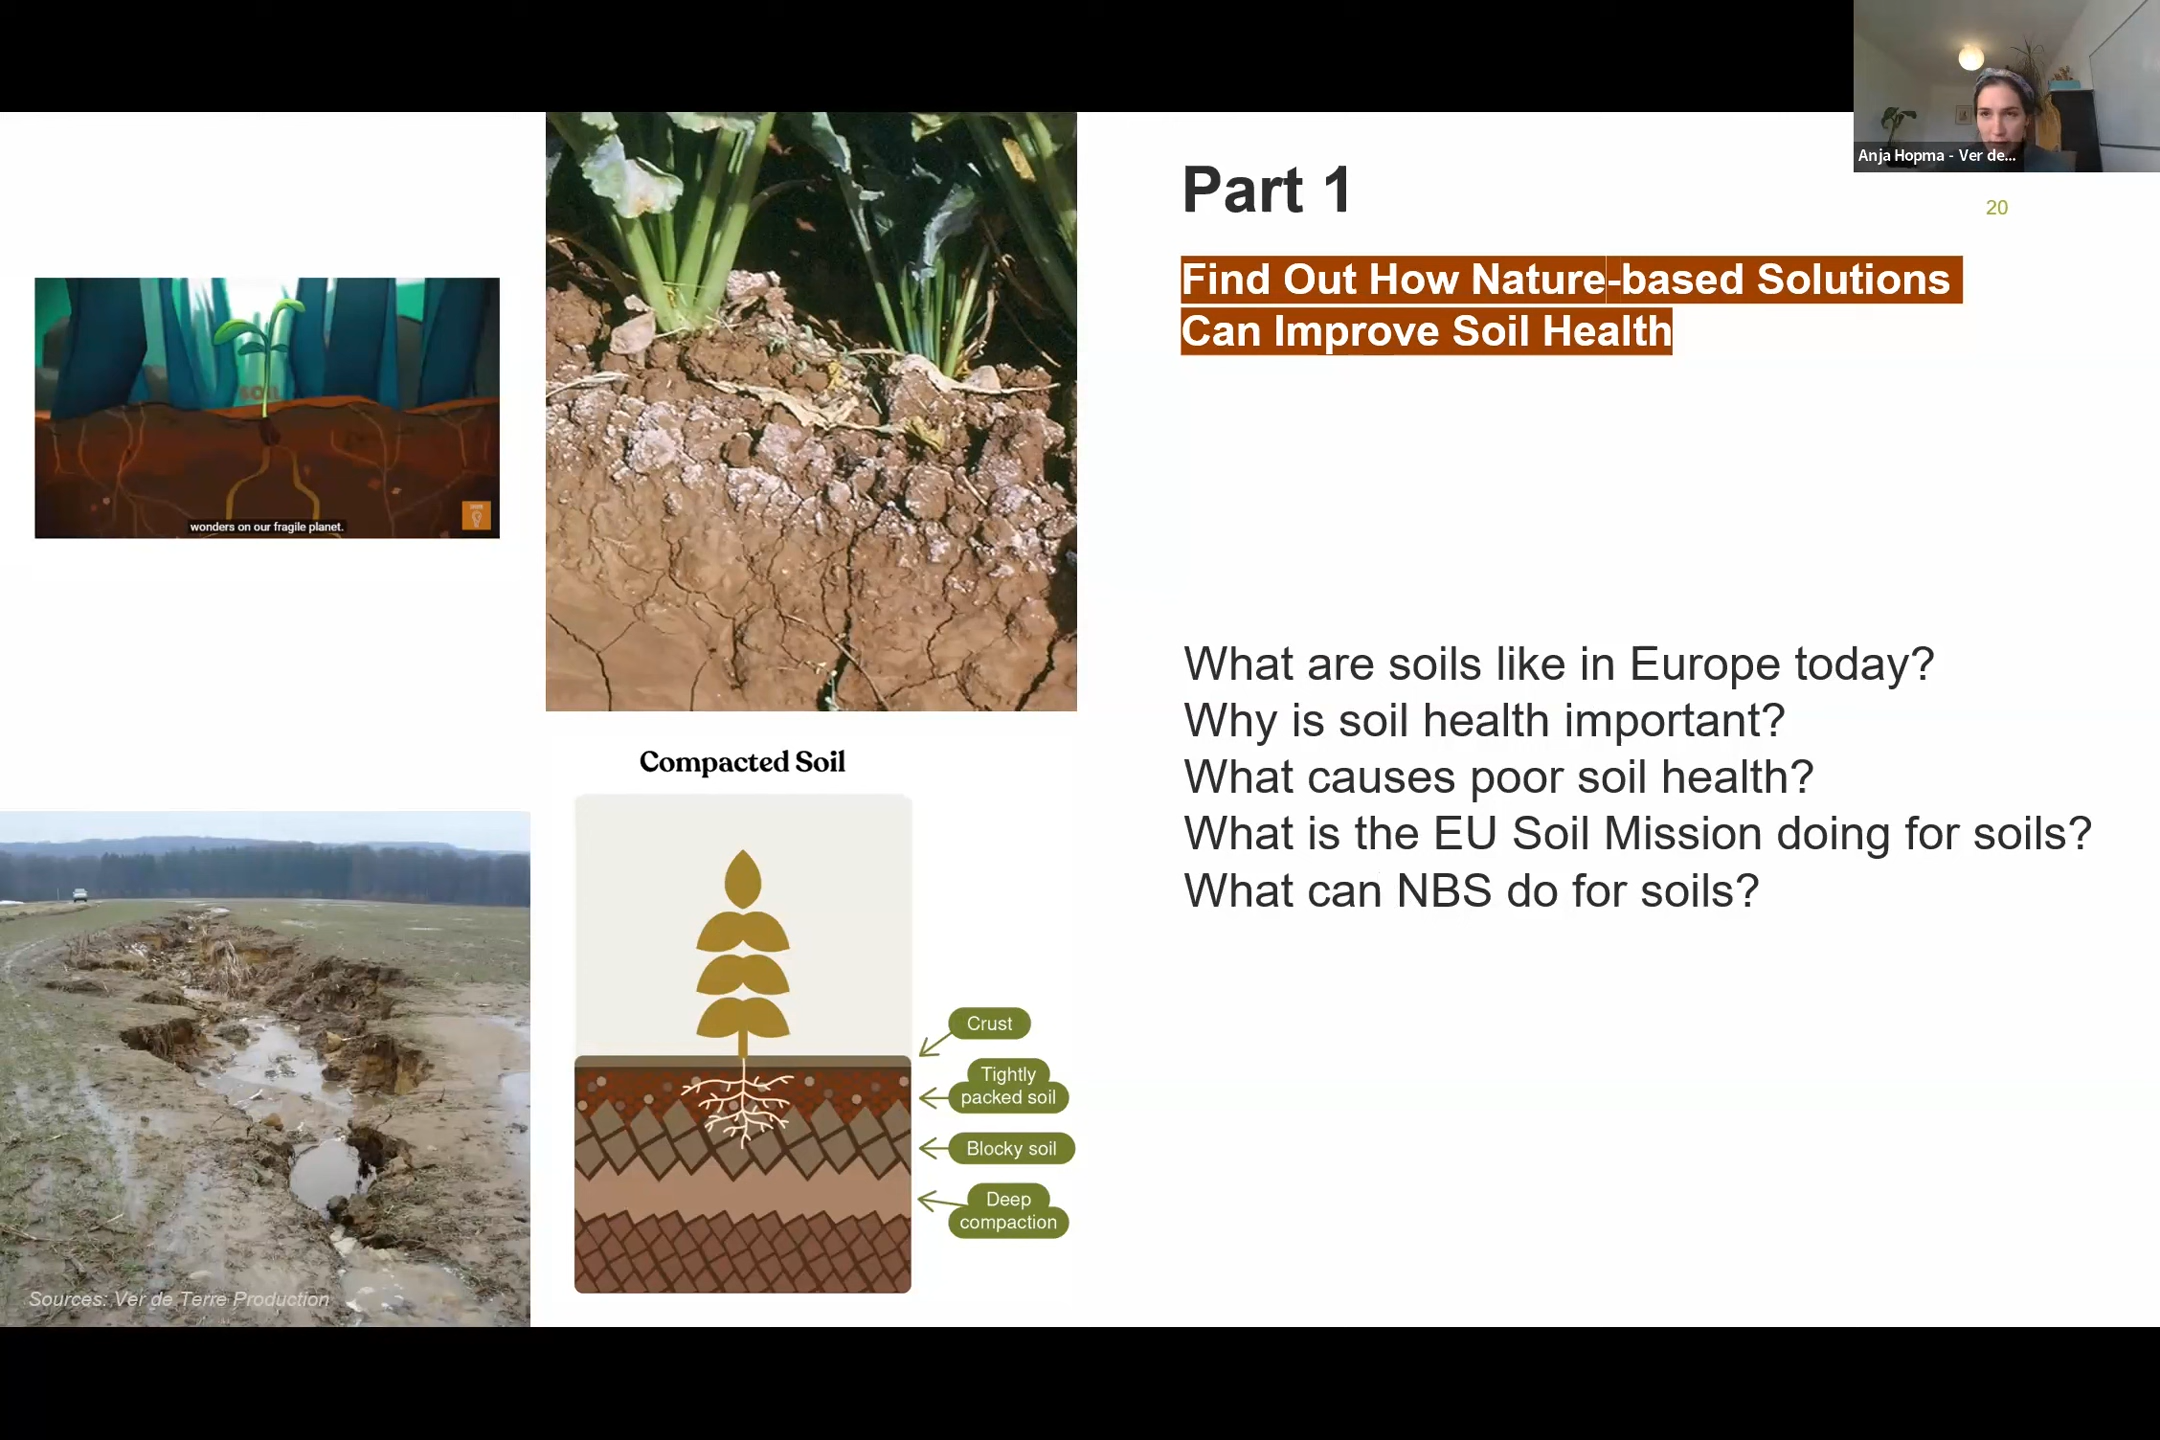 Anja Hopma - Ver de...
Part 1
20
Find Out How Nature-based Solutions
Can Improve Soil Health
SOIL
wonders on our fragile planet.
What are soils like in Europe today?
Why is soil health important?
What causes poor soil health?
What is the EU Soil Mission doing for soils?
What can NBS do for soils?
Compacted Soil
Crust
Tightly
packed soil
Blocky soil
Deep
compaction
Sources: Ver de Terre Production